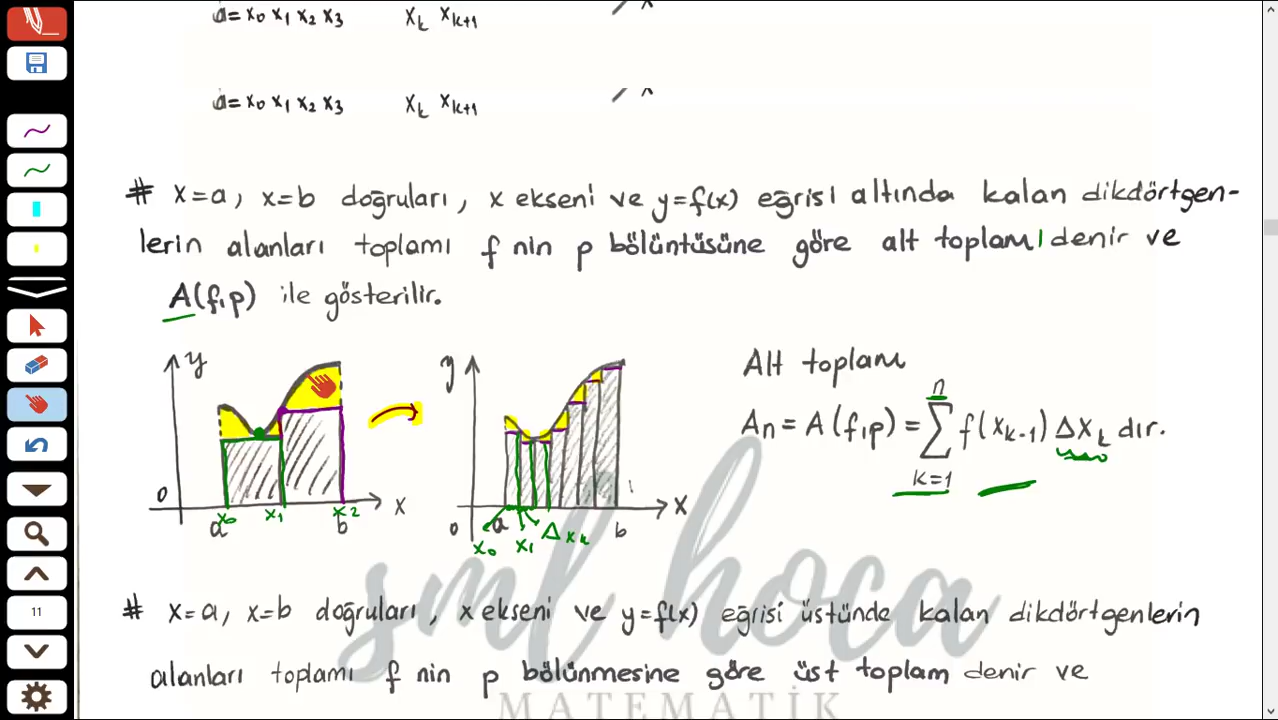 a= x₀ x₁ x₂ x₃ xₖ xₖ₊₁ x
a= x₀ x₁ x₂ x₃ xₖ xₖ₊₁
# x=a, x=b doğruları, x ekseni ve y=f(x) eğrisi altında kalan dikdörtgen-
lerin alanları toplamı f nin p bölüntüsüne göre alt toplamı denir ve
A(f,p) ile gösterilir.
y
0 x
a x₀ x₁ x₂ b
y
0 a b x
x₀ x₁ Δxₖ
Alt toplam
Aₙ = A(f,p) = ∑ₖ₌₁ⁿ f(xₖ₋₁) Δxₖ dır.
# x=a, x=b doğruları, x ekseni ve y=f(x) eğrisi üstünde kalan dikdörtgenlerin
alanları toplamı f nin p bölünmesine göre üst toplam denir ve
sml hoca
MATEMATİK
11